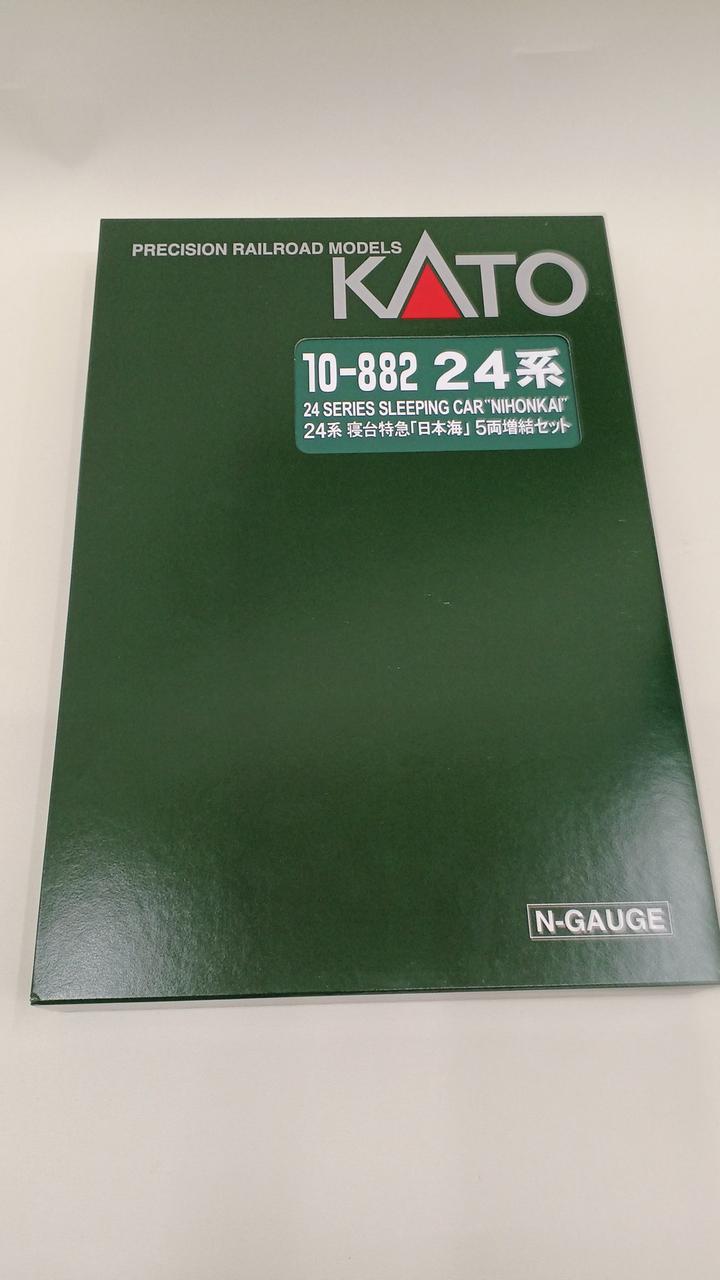 PRECISION RAILROAD MODELS
KATO
10-882 24系
24 SERIES SLEEPING CAR "NIHONKAI"
24系 寝台特急「日本海」 5両増結セット
N-GAUGE